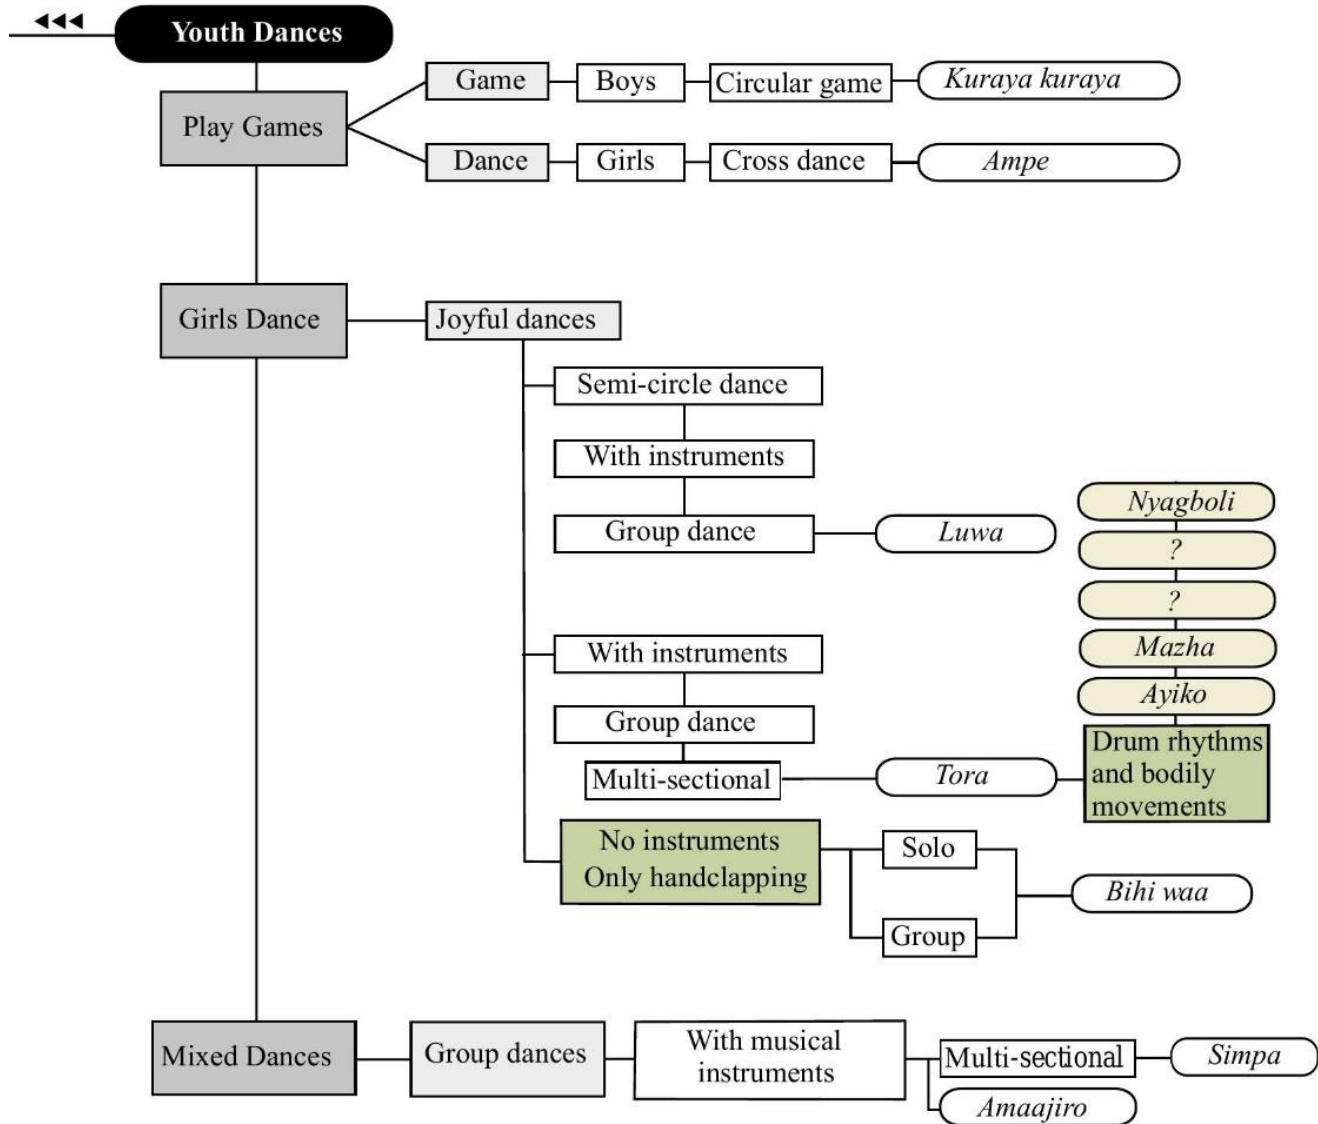 Youth Dances
Play Games
Game
Boys
Circular game
Kuraya kuraya
Dance
Girls
Cross dance
Ampe
Girls Dance
Joyful dances
Semi-circle dance
With instruments
Group dance
Luwa
Nyagboli
?
?
Mazha
Ayiko
Drum rhythms
and bodily
movements
With instruments
Group dance
Multi-sectional
Tora
No instruments
Only handclapping
Solo
Group
Bihi waa
Mixed Dances
Group dances
With musical
instruments
Multi-sectional
Simpa
Amaajiro